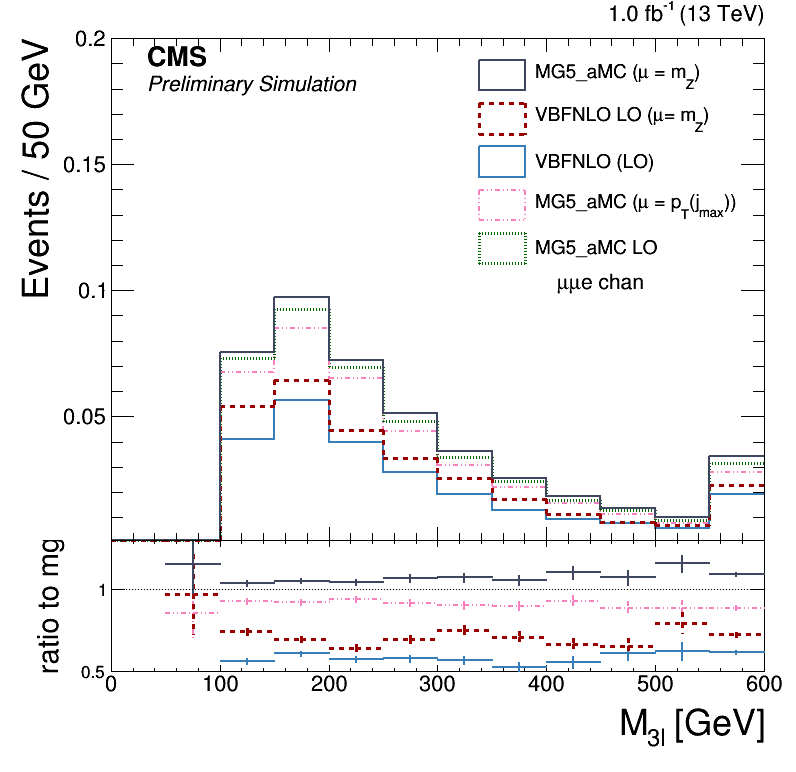 1.0 fb⁻¹ (13 TeV)
CMS
Preliminary Simulation
MG5_aMC (μ = m_Z)
VBFNLO LO (μ= m_Z)
VBFNLO (LO)
MG5_aMC (μ = p_T(j_max))
MG5_aMC LO
μμe chan
Events / 50 GeV
0.2
0.15
0.1
0.05
ratio to mg
1
0.5
0 100 200 300 400 500 600
M_3l [GeV]